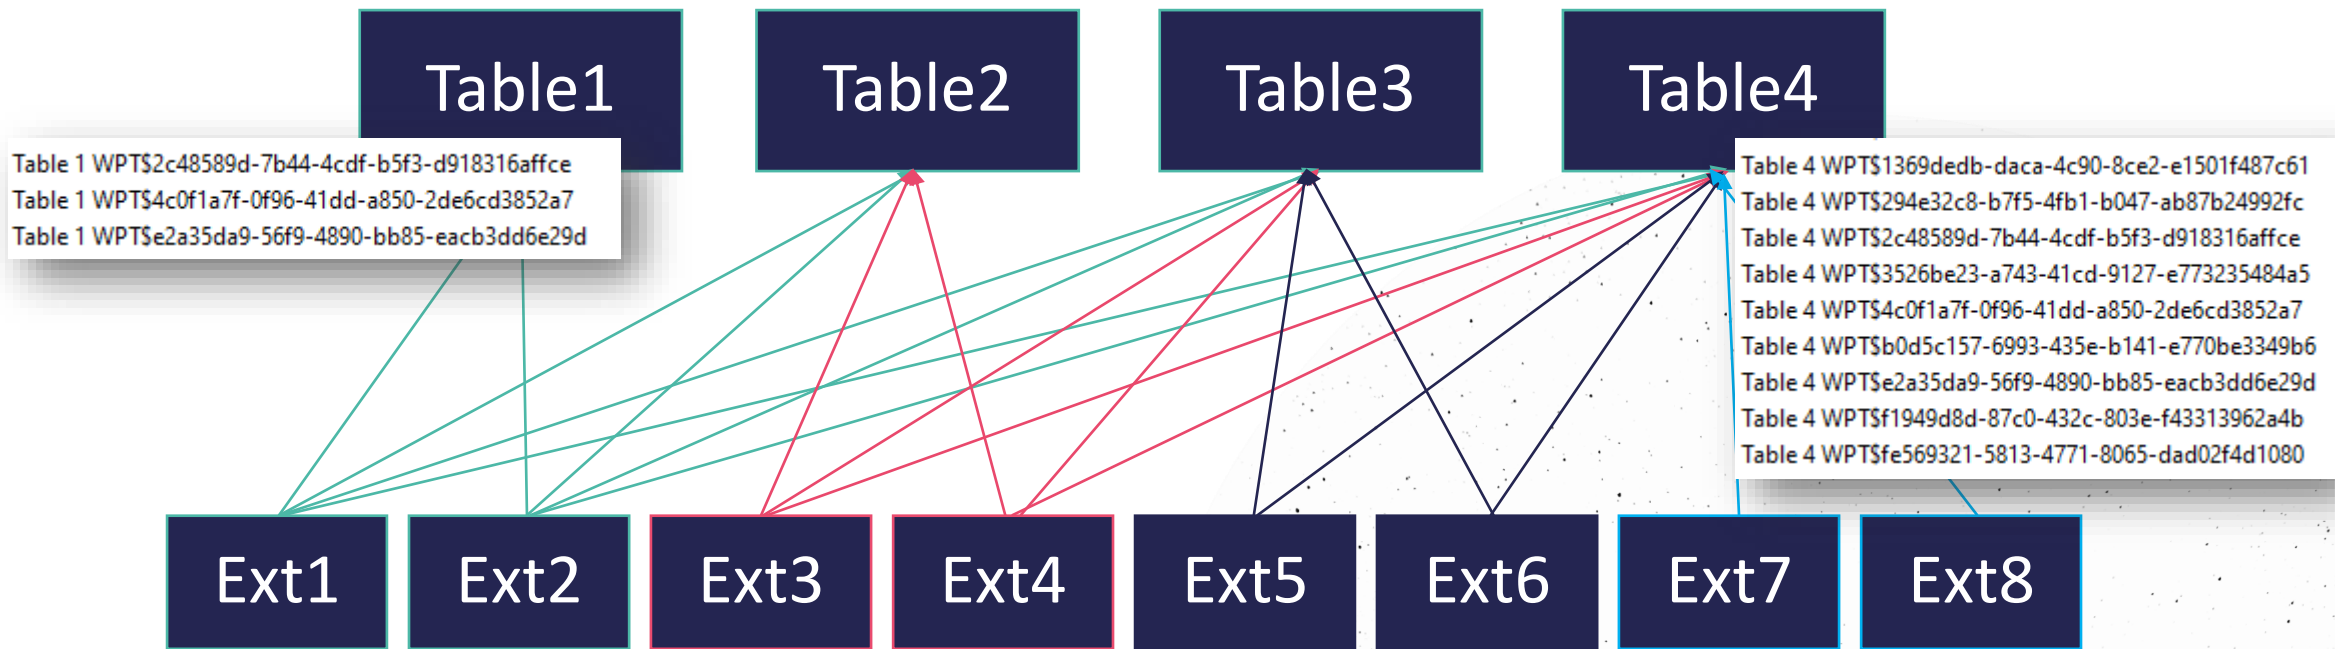 Table1
Table2
Table3
Table4
Table 1 WPT$2c48589d-7b44-4cdf-b5f3-d918316affce
Table 1 WPT$4c0f1a7f-0f96-41dd-a850-2de6cd3852a7
Table 1 WPT$e2a35da9-56f9-4890-bb85-eacb3dd6e29d
Table 4 WPT$1369dedb-daca-4c90-8ce2-e1501f487c61
Table 4 WPT$294e32c8-b7f5-4fb1-b047-ab87b24992fc
Table 4 WPT$2c48589d-7b44-4cdf-b5f3-d918316affce
Table 4 WPT$3526be23-a743-41cd-9127-e773235484a5
Table 4 WPT$4c0f1a7f-0f96-41dd-a850-2de6cd3852a7
Table 4 WPT$b0d5c157-6993-435e-b141-e770be3349b6
Table 4 WPT$e2a35da9-56f9-4890-bb85-eacb3dd6e29d
Table 4 WPT$f1949d8d-87c0-432c-803e-f43313962a4b
Table 4 WPT$fe569321-5813-4771-8065-dad02f4d1080
Ext1
Ext2
Ext3
Ext4
Ext5
Ext6
Ext7
Ext8